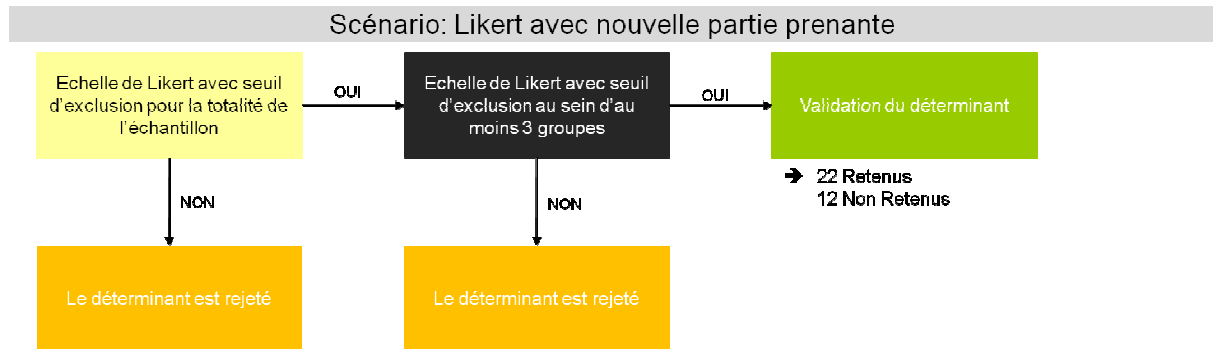 Scénario: Likert avec nouvelle partie prenante
Echelle de Likert avec seuil
d'exclusion pour la totalité de
l'échantillon
OUI
Echelle de Likert avec seuil
d'exclusion au sein d'au
moins 3 groupes
OUI
Validation du déterminant
➔ 22 Retenus
12 Non Retenus
NON
NON
Le déterminant est rejeté
Le déterminant est rejeté